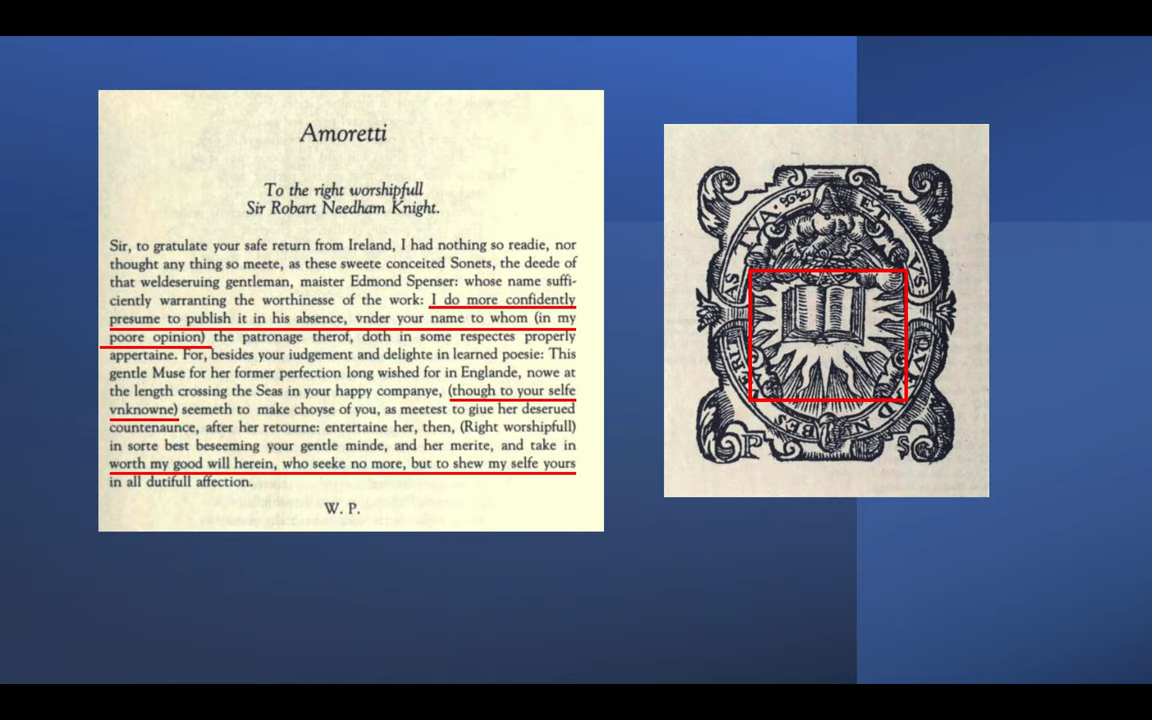 Amoretti
To the right worshipfull
Sir Robart Needham Knight.
Sir, to gratulate your safe return from Ireland, I had nothing so readie, nor
thought any thing so meete, as these sweete conceited Sonets, the deede of
that weldeseruing gentleman, maister Edmond Spenser: whose name suffi-
ciently warranting the worthinesse of the work: I do more confidently
presume to publish it in his absence, vnder your name to whom (in my
poore opinion) the patronage therof, doth in some respectes properly
appertaine. For, besides your iudgement and delighte in learned poesie: This
gentle Muse for her former perfection long wished for in Englande, nowe at
the length crossing the Seas in your happy companye, (though to your selfe
vnknowne) seemeth to make choyse of you, as meetest to giue her deserued
countenaunce, after her retourne: entertaine her, then, (Right worshipfull)
in sorte best beseeming your gentle minde, and her merite, and take in
worth my good will herein, who seeke no more, but to shew my selfe yours
in all dutifull affection.
W. P.
ET VSE
P S